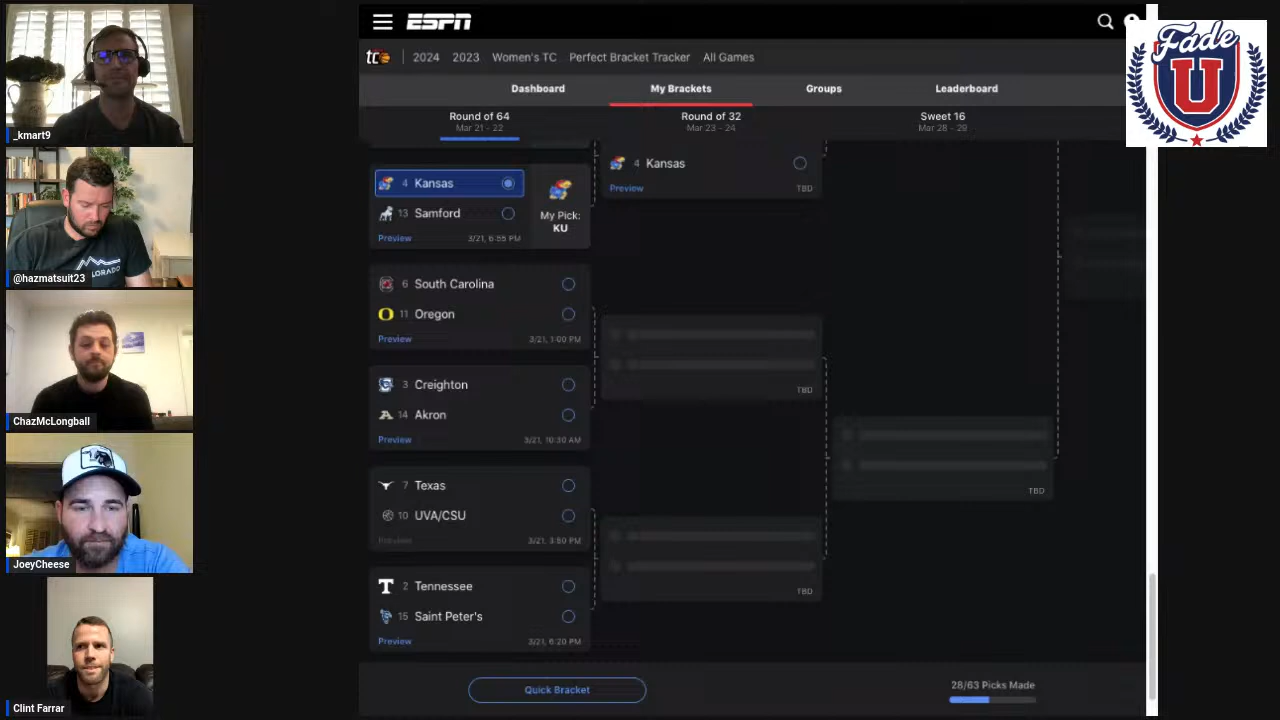 _kmart9
@hazmatsuit23
COLORADO
ChazMcLongball
JoeyCheese
Clint Farrar
ESPN
Fade
U
tc
2024 2023 Women's TC Perfect Bracket Tracker All Games
Dashboard My Brackets Groups Leaderboard
Round of 64 Round of 32 Sweet 16
Mar 21 - 22 Mar 23 - 24 Mar 28 - 29
4 Kansas
Preview TBD
4 Kansas
13 Samford
Preview 3/21, 6:55 PM
My Pick:
KU
6 South Carolina
11 Oregon
Preview 3/21, 1:00 PM
TBD
3 Creighton
14 Akron
Preview 3/21, 10:30 AM
7 Texas
10 UVA/CSU
Preview 3/21, 3:50 PM
TBD
2 Tennessee
15 Saint Peter's
Preview 3/21, 6:20 PM
TBD
Quick Bracket
28/63 Picks Made